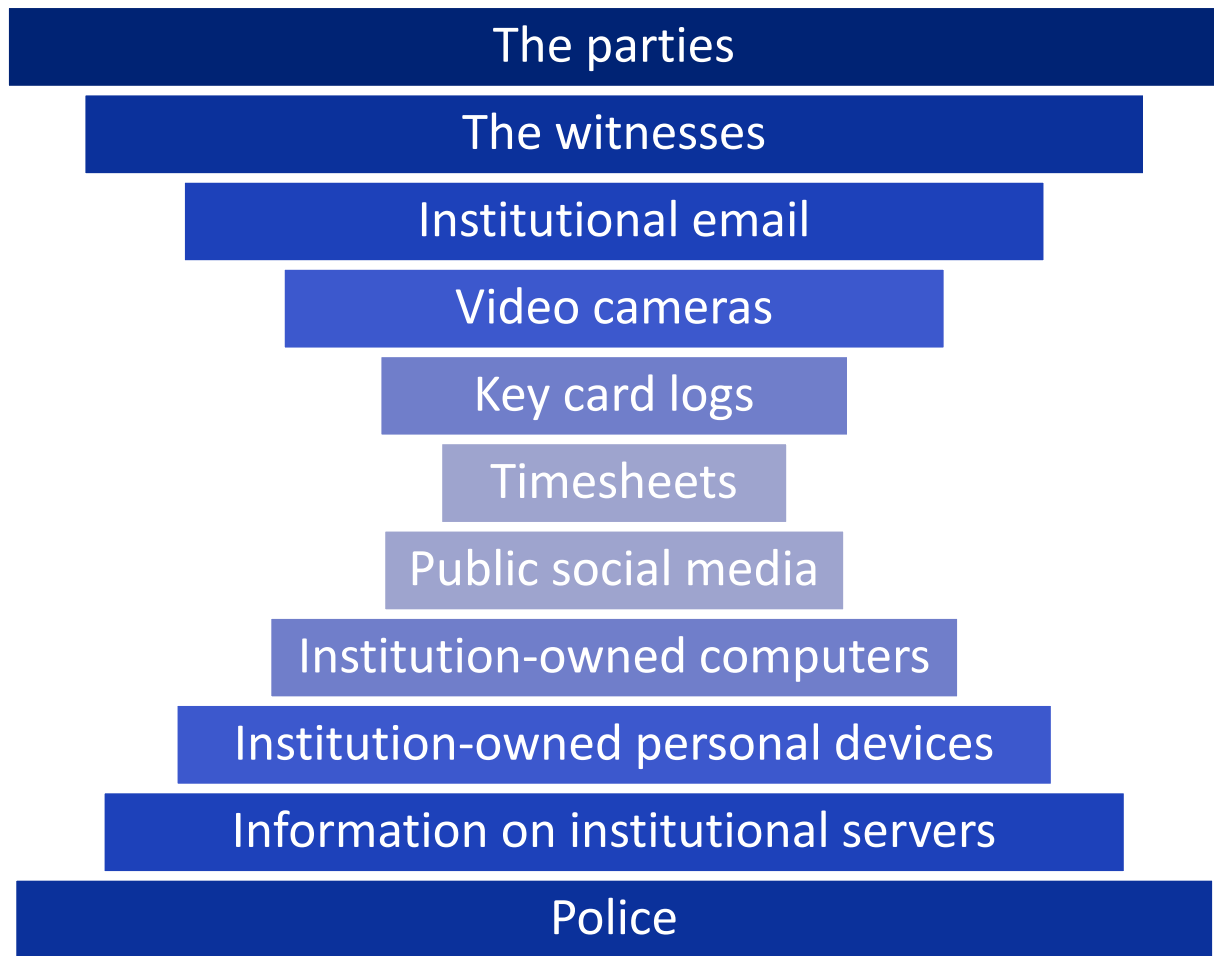 The parties
The witnesses
Institutional email
Video cameras
Key card logs
Timesheets
Public social media
Institution-owned computers
Institution-owned personal devices
Information on institutional servers
Police